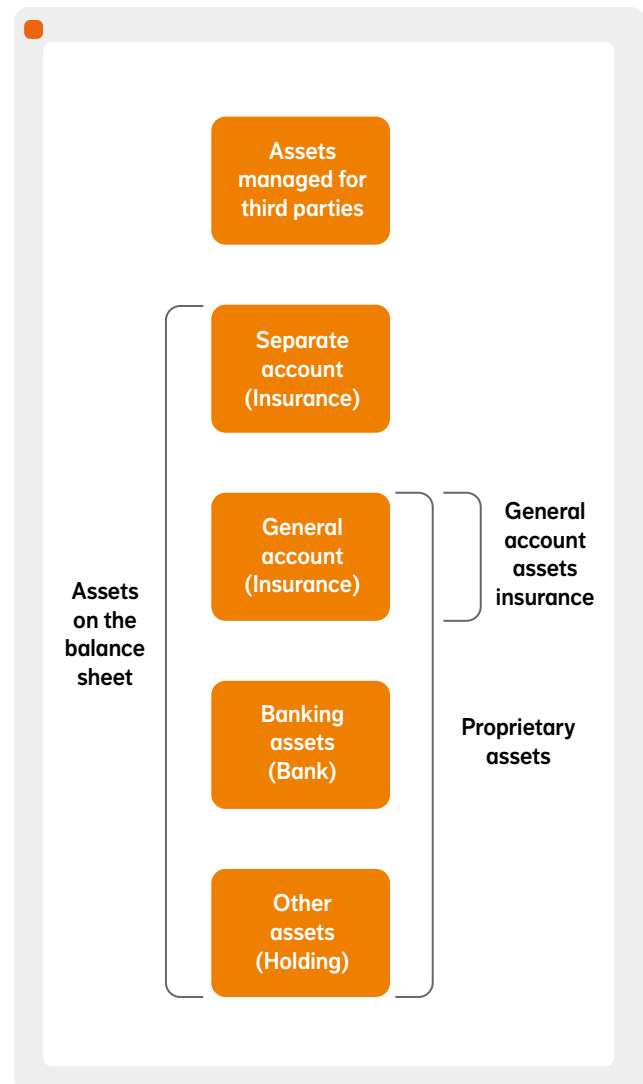 Assets
managed for
third parties
Separate
account
(Insurance)
General
account
(Insurance)
General
account
assets
insurance
Assets
on the
balance
sheet
Banking
assets
(Bank)
Proprietary
assets
Other
assets
(Holding)